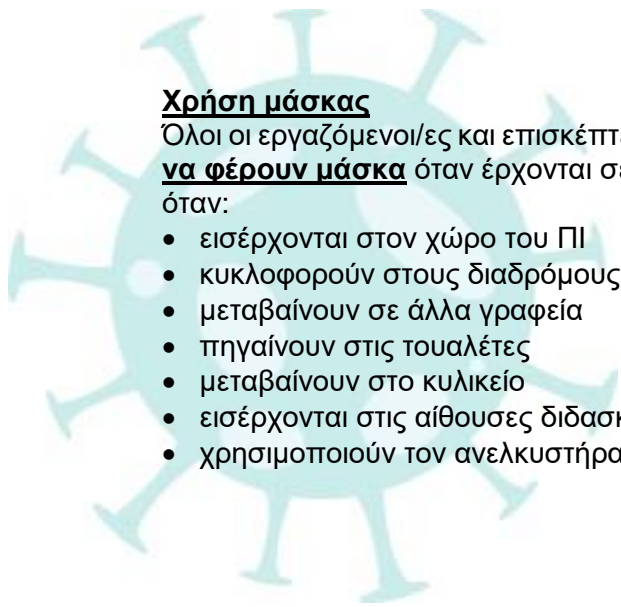 Χρήση μάσκας
Όλοι οι εργαζόμενοι/ες και
να φέρουν μάσκα όταν έρχονται
όταν:
• εισέρχονται στον χώρο του ΠΙ
• κυκλοφορούν στους διαδρόμους
• μεταβαίνουν σε άλλα γραφεία
• πηγαίνουν στις τουαλέτες
• μεταβαίνουν στο κυλικείο
• εισέρχονται στις αίθουσες
• χρησιμοποιούν τον ανελκυστήρα